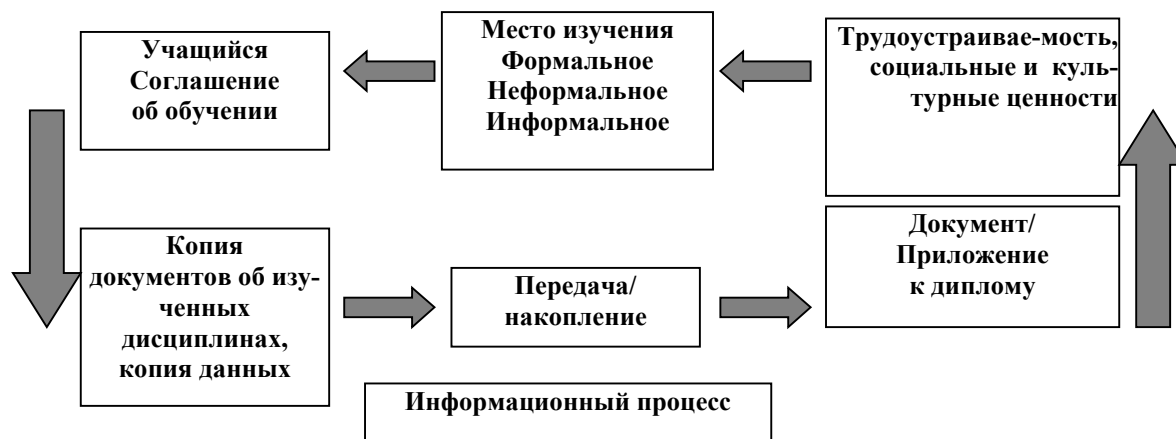 Учащийся
Соглашение
об обучении
Место изучения
Формальное
Неформальное
Информальное
Трудоустраивае-мость,
социальные и куль-
турные ценности
Копия
документов об изу-
ченных
дисциплинах,
копия данных
Передача/
накопление
Документ/
Приложение
к диплому
Информационный процесс